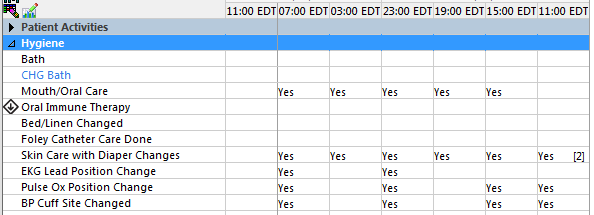 11:00 EDT 07:00 EDT 03:00 EDT 23:00 EDT 19:00 EDT 15:00 EDT 11:00 EDT
Patient Activities
Hygiene
Bath
CHG Bath
Mouth/Oral Care Yes Yes Yes Yes Yes
Oral Immune Therapy
Bed/Linen Changed
Foley Catheter Care Done
Skin Care with Diaper Changes Yes Yes Yes Yes Yes Yes [2]
EKG Lead Position Change Yes Yes
Pulse Ox Position Change Yes Yes Yes Yes
BP Cuff Site Changed Yes Yes Yes Yes